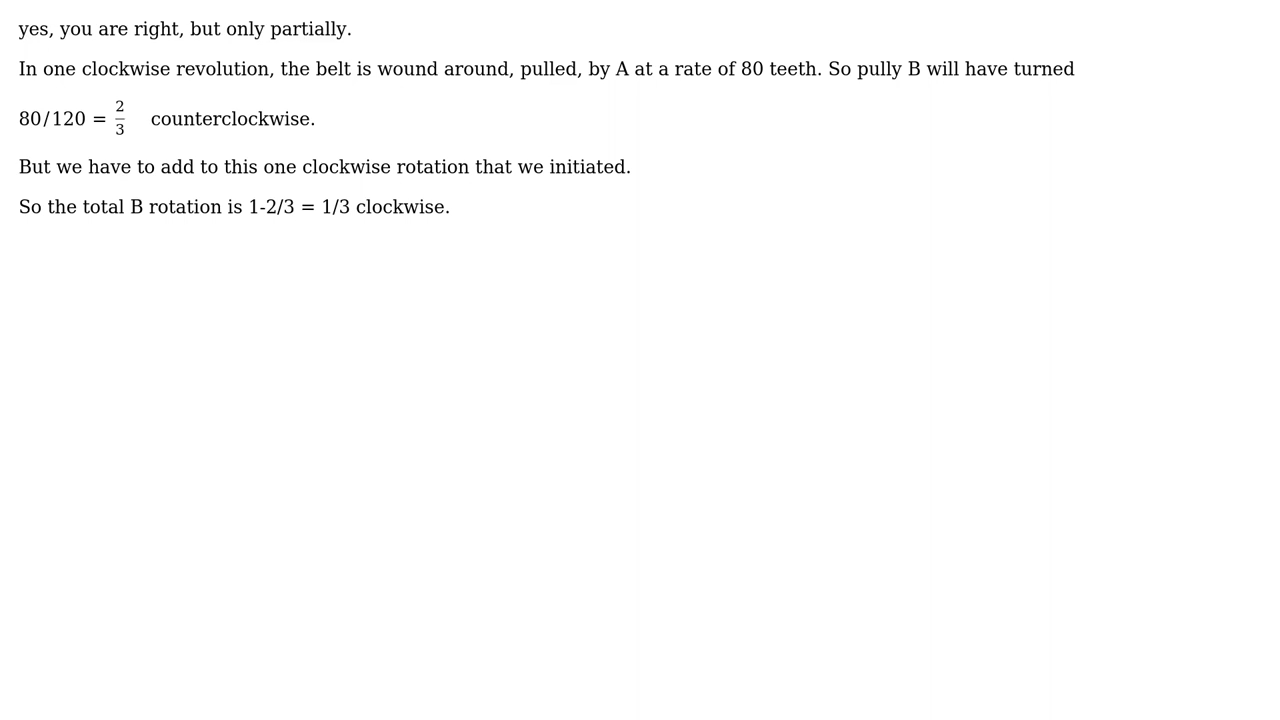 yes, you are right, but only partially.
In one clockwise revolution, the belt is wound around, pulled, by A at a rate of 80 teeth. So pully B will have turned
80/120 = 2/3 counterclockwise.
But we have to add to this one clockwise rotation that we initiated.
So the total B rotation is 1-2/3 = 1/3 clockwise.